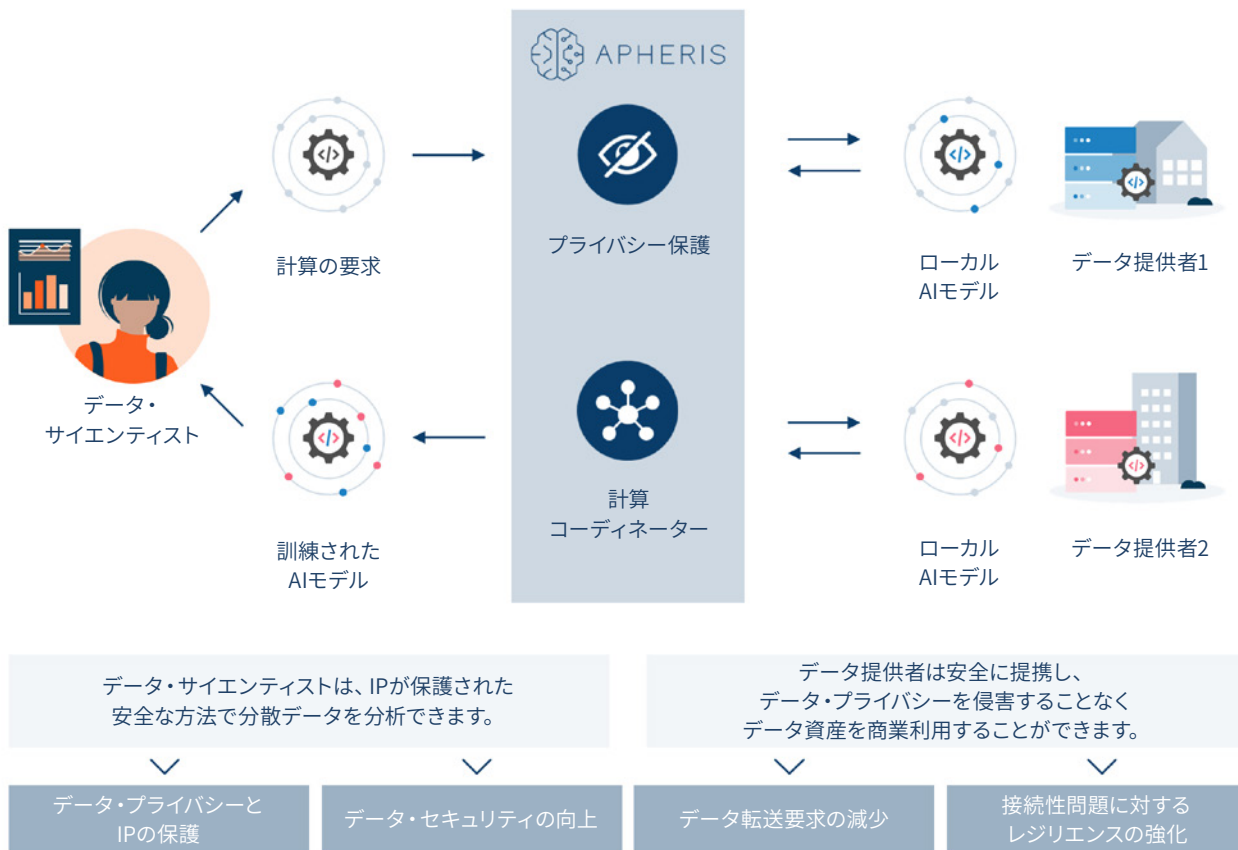 APHERIS
計算の要求
プライバシー保護
ローカル
AIモデル
データ提供者1
データ・
サイエンティスト
訓練された
AIモデル
計算
コーディネーター
ローカル
AIモデル
データ提供者2
データ・サイエンティストは、IPが保護された
安全な方法で分散データを分析できます。
データ提供者は安全に提携し、
データ・プライバシーを侵害することなく
データ資産を商業利用することができます。
データ・プライバシーと
IPの保護
データ・セキュリティの向上
データ転送要求の減少
接続性問題に対する
レジリエンスの強化